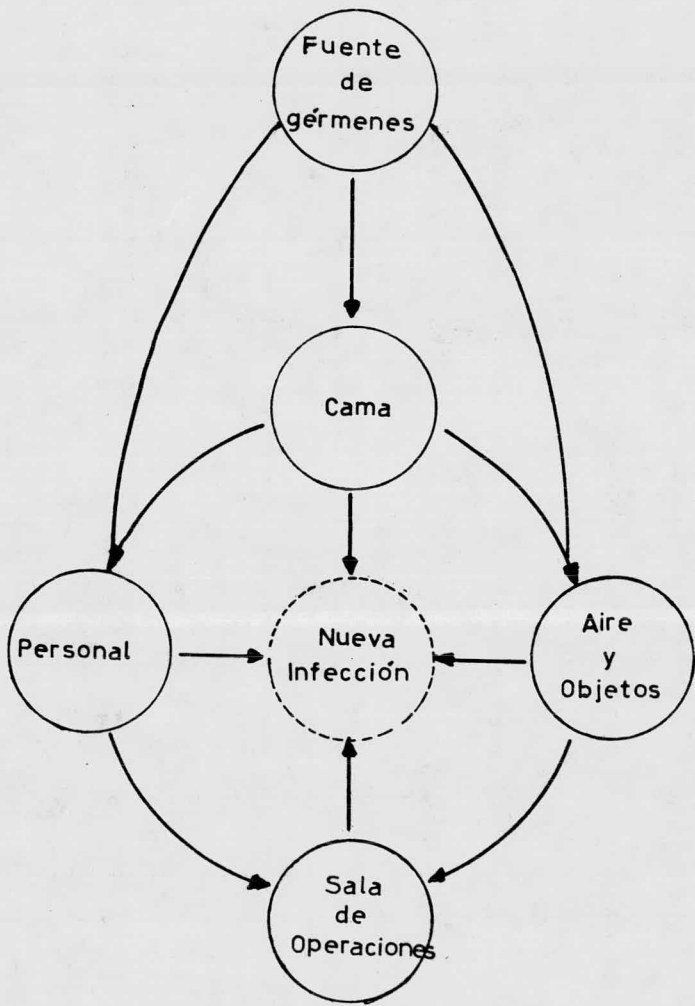 Fuente
de
gérmenes
Cama
Personal
Nueva
Infección
Aire
y
Objetos
Sala
de
Operaciones